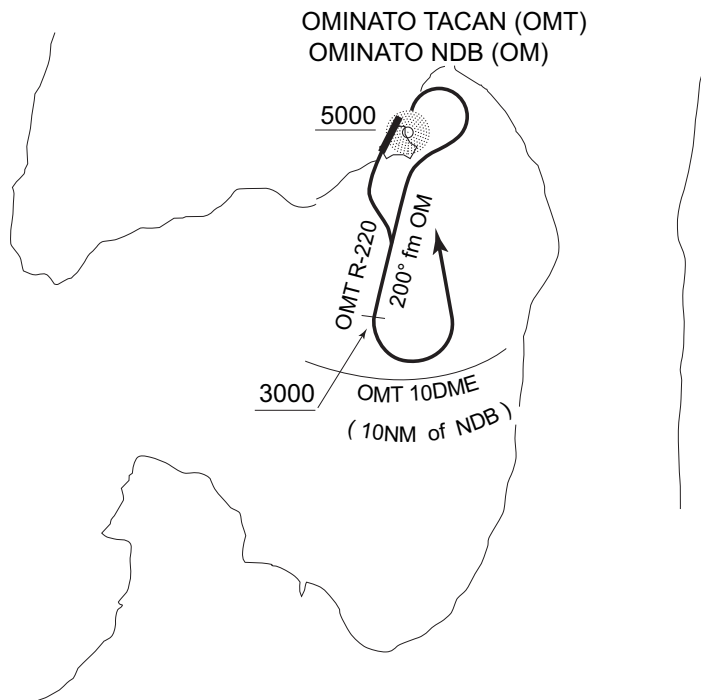 OMINATO TACAN (OMT)
OMINATO NDB (OM)
5000
OMT R-220
200° fm OM
3000
OMT 10DME
( 10NM of NDB )